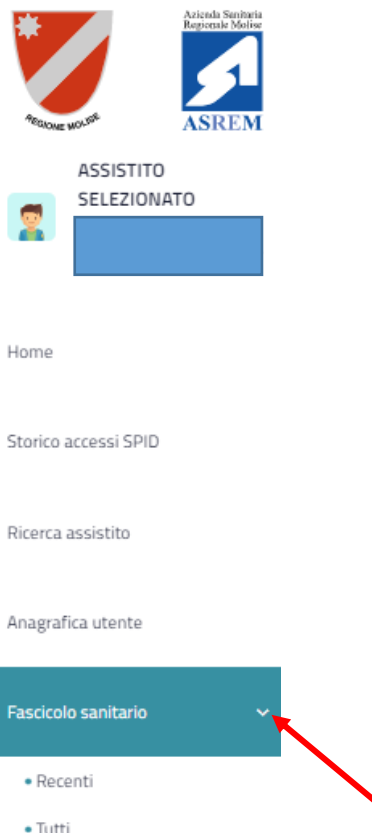 Azienda Sanitaria
Regionale Molise
REGIONE MOLISE
ASREM
ASSISTITO
SELEZIONATO
Home
Storico accessi SPID
Ricerca assistito
Anagrafica utente
Fascicolo sanitario
• Recenti
• Tutti